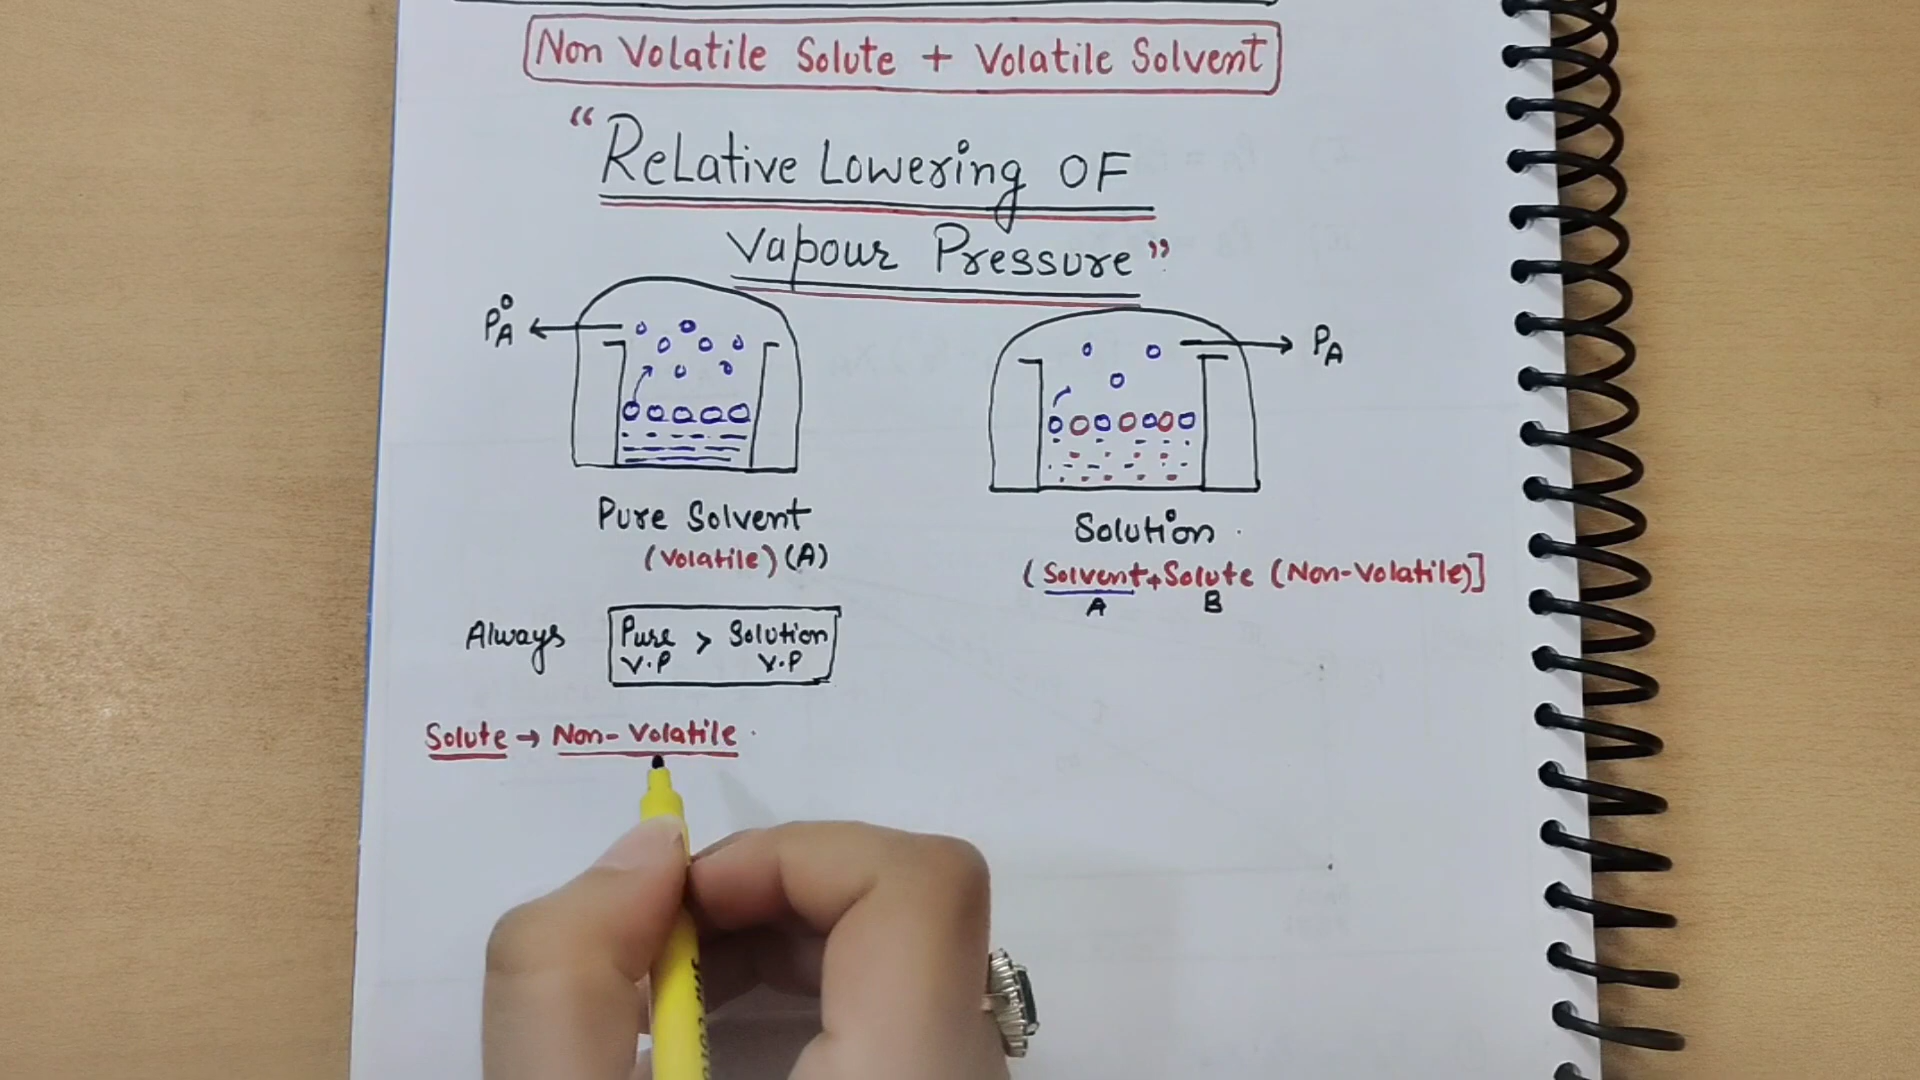 Non Volatile Solute + Volatile Solvent
“Relative Lowering OF
Vapour Pressure”
P°A
PA
Pure Solvent
(Volatile) (A)
Solution
(Solvent + Solute (Non-Volatile)]
A B
Always Pure > Solution
V.P V.P
Solute → Non-Volatile